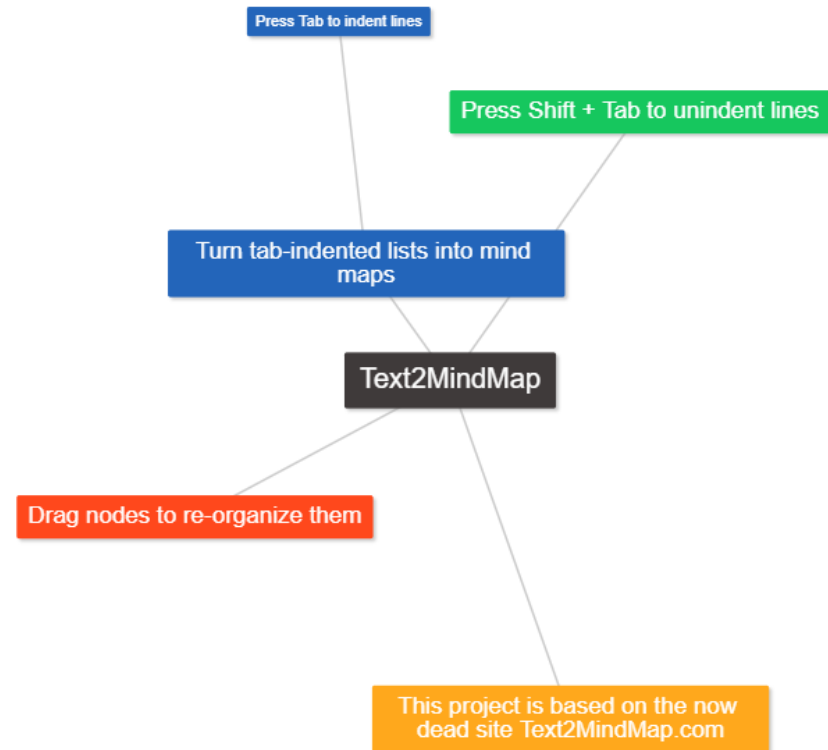 Press Tab to indent lines
Press Shift + Tab to unindent lines
Turn tab-indented lists into mind
maps
Text2MindMap
Drag nodes to re-organize them
This project is based on the now
dead site Text2MindMap.com